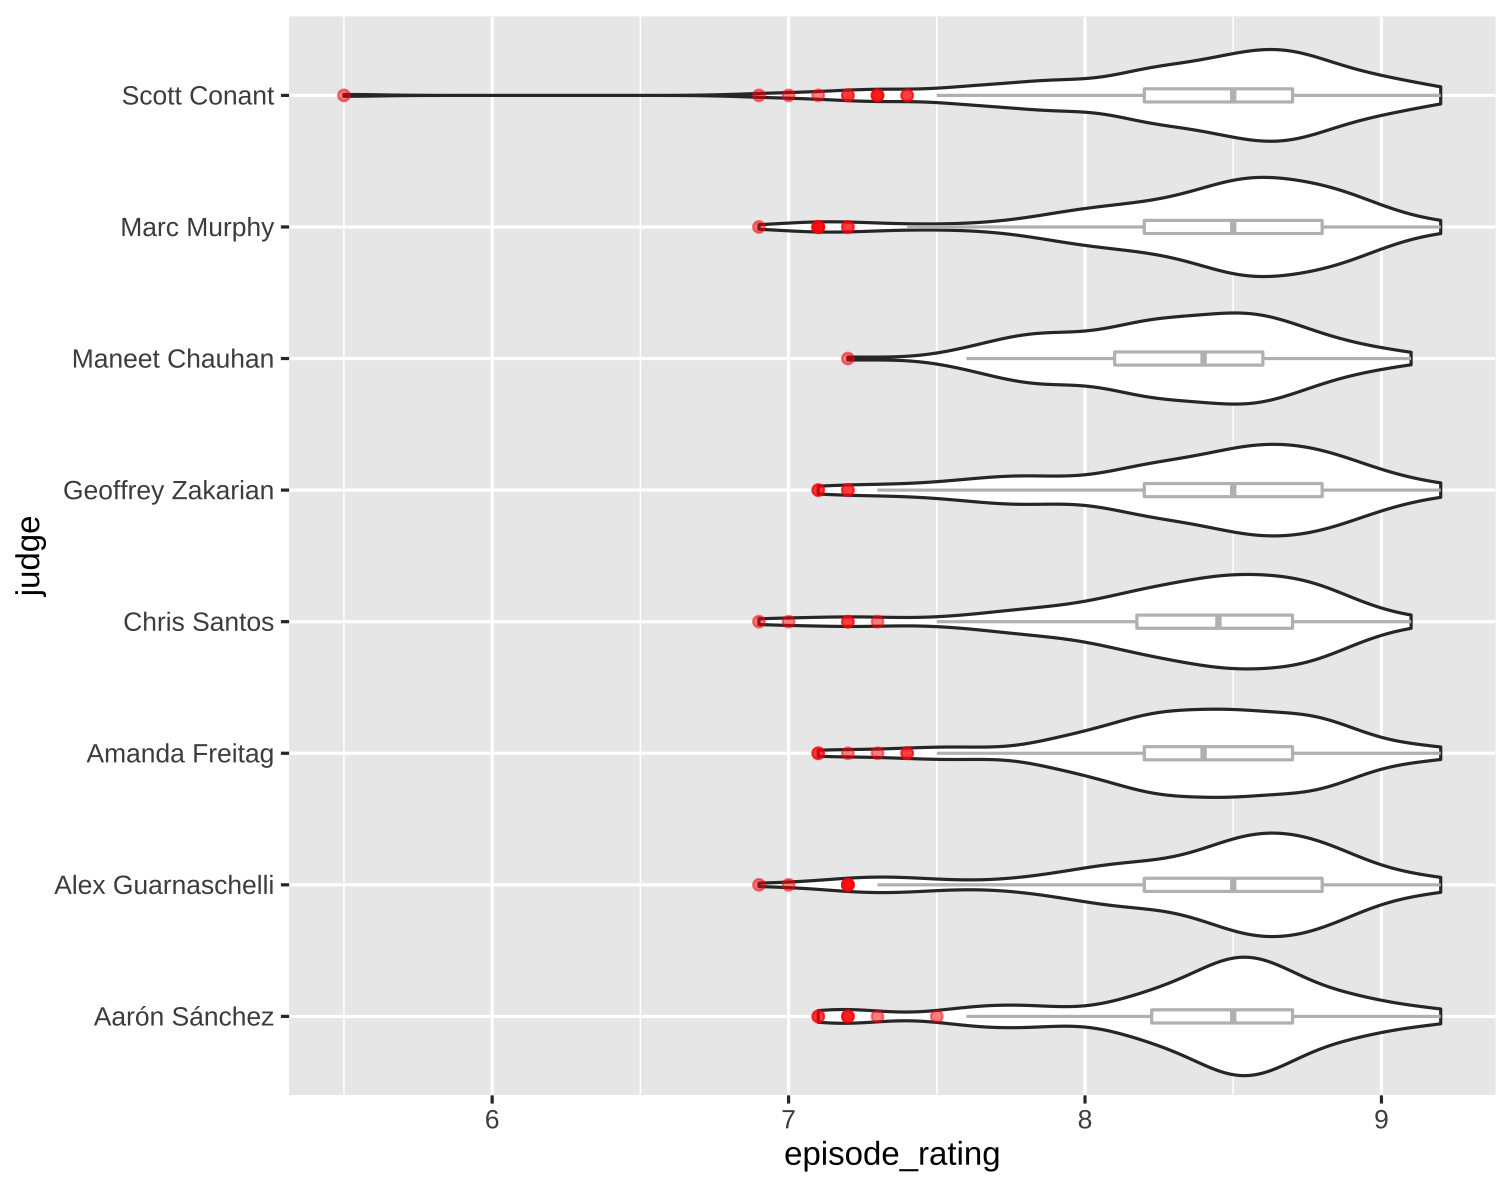 Scott Conant
Marc Murphy
Maneet Chauhan
Geoffrey Zakarian
Chris Santos
Amanda Freitag
Alex Guarnaschelli
Aarón Sánchez
judge
6 7 8 9
episode_rating